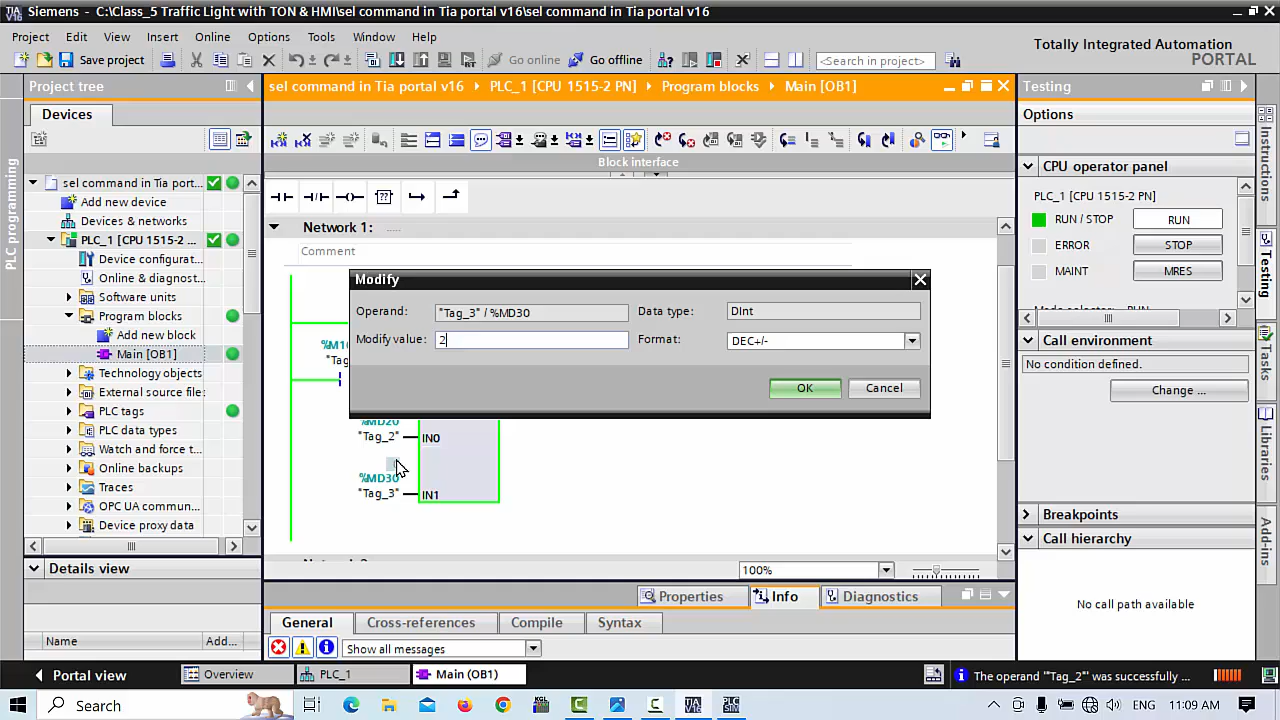 Siemens - C:\Class_5 Traffic Light with TON & HMI\sel command in Tia portal v16\sel command in Tia portal v16
TIA
V16
Project Edit View Insert Online Options Tools Window Help
Totally Integrated Automation
PORTAL
Save project
Go online
Go offline
<Search in project>
Project tree
sel command in Tia portal v16 PLC_1 [CPU 1515-2 PN] Program blocks Main [OB1]
Testing
Devices
Options
PLC programming
Block interface
CPU operator panel
sel command in Tia port...
Add new device
Devices & networks
PLC_1 [CPU 1515-2 ...
Device configurat...
Online & diagnost...
Software units
Program blocks
Add new block
Main [OB1]
Technology objects
External source file:
PLC tags
PLC data types
Watch and force t...
Online backups
Traces
OPC UA commun...
Device proxy data
??
Network 1: .....
Comment
Modify
Operand: "Tag_3" / %MD30
Data type: DInt
Modify value: 2
Format: DEC+/-
OK
Cancel
%MD20
"Tag_2" IN0
%MD30
"Tag_3" IN1
100%
PLC_1 [CPU 1515-2 PN]
RUN / STOP RUN
ERROR STOP
MAINT MRES
Call environment
No condition defined.
Change ...
Breakpoints
Call hierarchy
No call path available
Instructions
Testing
Tasks
Libraries
Add-ins
Details view
Name Add...
Properties Info Diagnostics
General Cross-references Compile Syntax
Show all messages
Portal view
Overview
PLC_1
Main (OB1)
The operand '"Tag_2"' was successfully ...
Search
ENG 11:09 AM